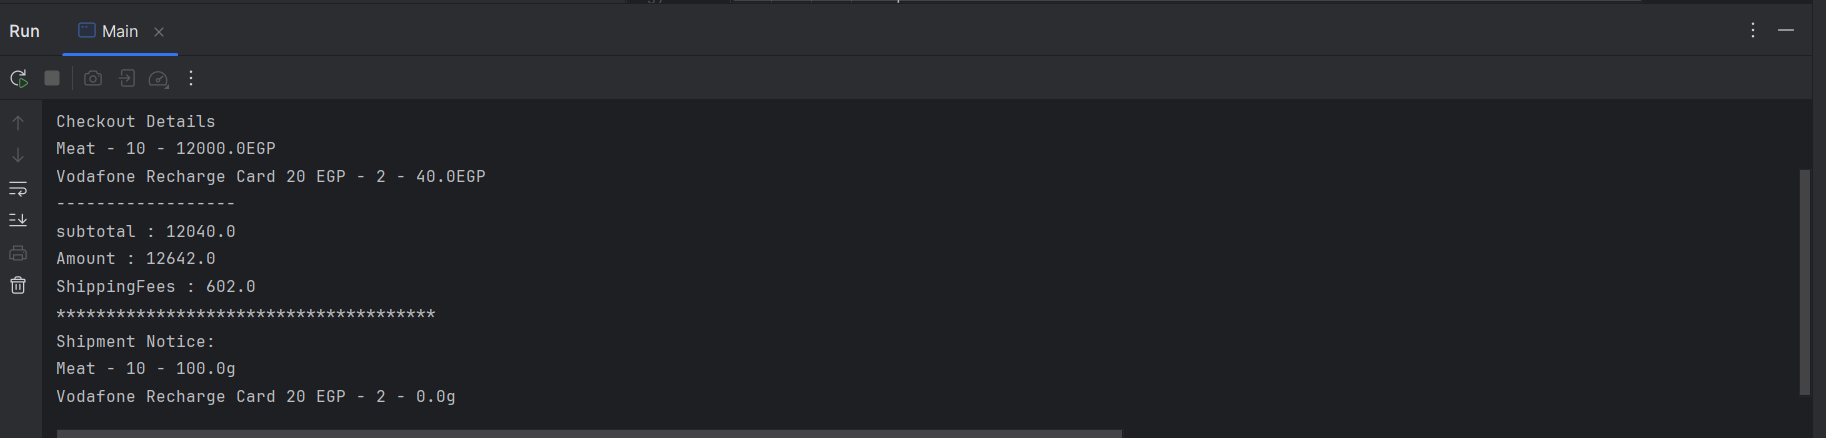 Run Main
Checkout Details
Meat - 10 - 12000.0EGP
Vodafone Recharge Card 20 EGP - 2 - 40.0EGP
------------------
subtotal : 12040.0
Amount : 12642.0
ShippingFees : 602.0
**************************************
Shipment Notice:
Meat - 10 - 100.0g
Vodafone Recharge Card 20 EGP - 2 - 0.0g